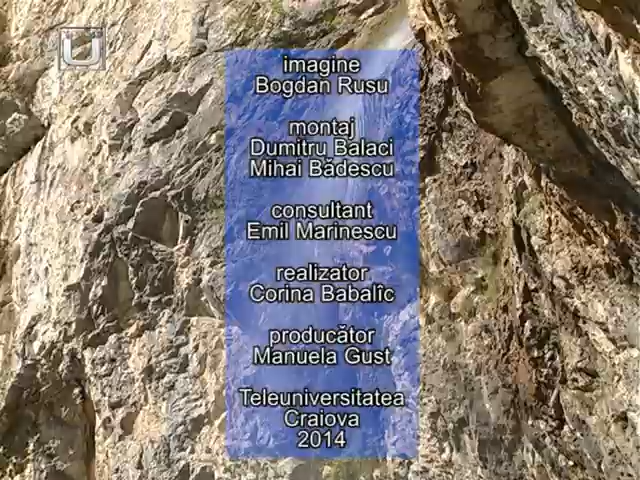 U
imagine
Bogdan Rusu
montaj
Dumitru Balaci
Mihai Bădescu
consultant
Emil Marinescu
realizator
Corina Babalîc
producător
Manuela Gust
Teleuniversitatea
Craiova
2014